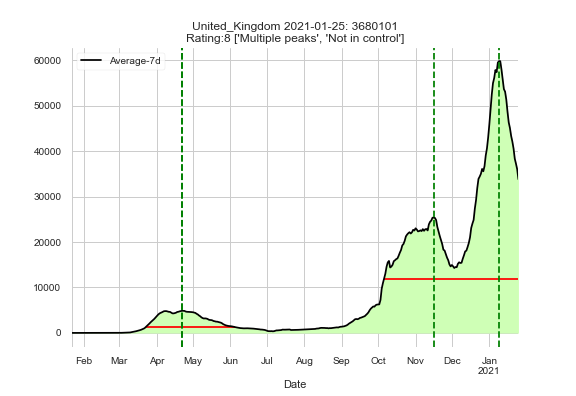 United_Kingdom 2021-01-25: 3680101
Rating:8 ['Multiple peaks', 'Not in control']
Average-7d
60000
50000
40000
30000
20000
10000
0
Feb Mar Apr May Jun Jul Aug Sep Oct Nov Dec Jan
2021
Date